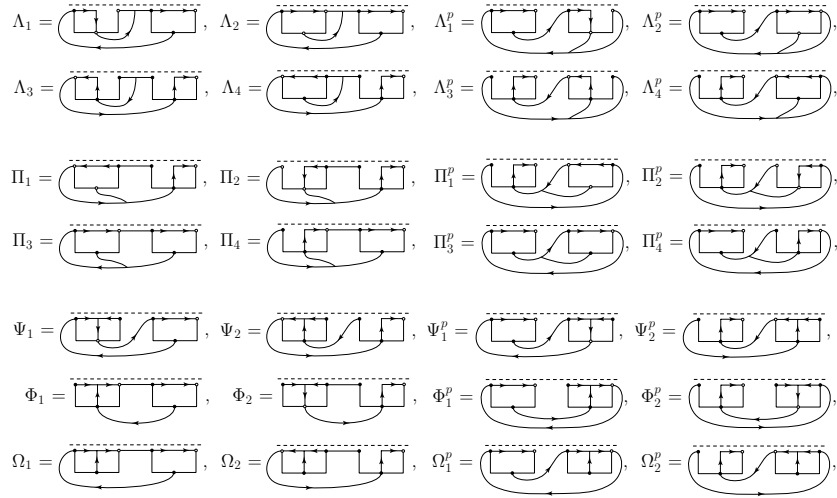 Λ₁ = , Λ₂ = , Λ₁ᵖ = , Λ₂ᵖ = ,
Λ₃ = , Λ₄ = , Λ₃ᵖ = , Λ₄ᵖ = ,
Π₁ = , Π₂ = , Π₁ᵖ = , Π₂ᵖ = ,
Π₃ = , Π₄ = , Π₃ᵖ = , Π₄ᵖ = ,
Ψ₁ = , Ψ₂ = , Ψ₁ᵖ = , Ψ₂ᵖ = ,
Φ₁ = , Φ₂ = , Φ₁ᵖ = , Φ₂ᵖ = ,
Ω₁ = , Ω₂ = , Ω₁ᵖ = , Ω₂ᵖ = ,